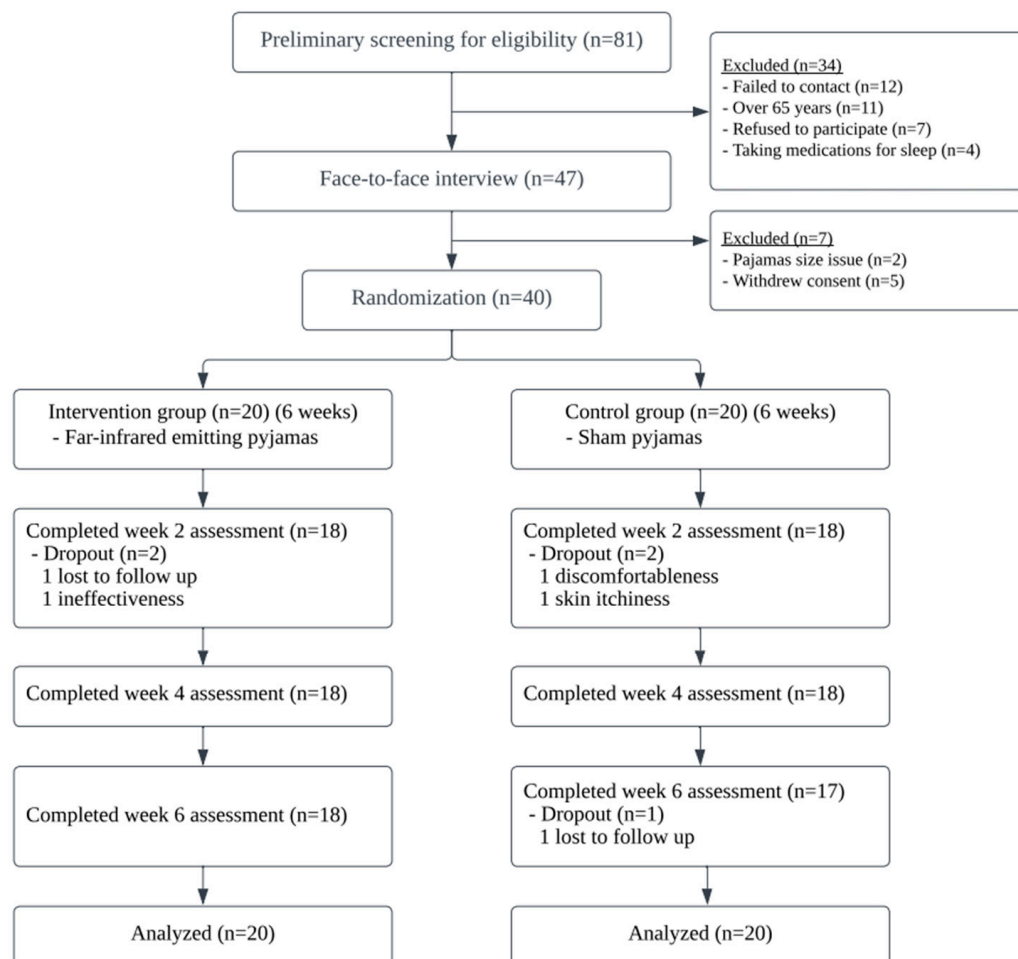 Preliminary screening for eligibility (n=81)
Excluded (n=34)
- Failed to contact (n=12)
- Over 65 years (n=11)
- Refused to participate (n=7)
- Taking medications for sleep (n=4)
Face-to-face interview (n=47)
Excluded (n=7)
- Pajamas size issue (n=2)
- Withdrew consent (n=5)
Randomization (n=40)
Intervention group (n=20) (6 weeks)
- Far-infrared emitting pyjamas
Control group (n=20) (6 weeks)
- Sham pyjamas
Completed week 2 assessment (n=18)
- Dropout (n=2)
1 lost to follow up
1 ineffectiveness
Completed week 2 assessment (n=18)
- Dropout (n=2)
1 discomfortableness
1 skin itchiness
Completed week 4 assessment (n=18)
Completed week 4 assessment (n=18)
Completed week 6 assessment (n=18)
Completed week 6 assessment (n=17)
- Dropout (n=1)
1 lost to follow up
Analyzed (n=20)
Analyzed (n=20)